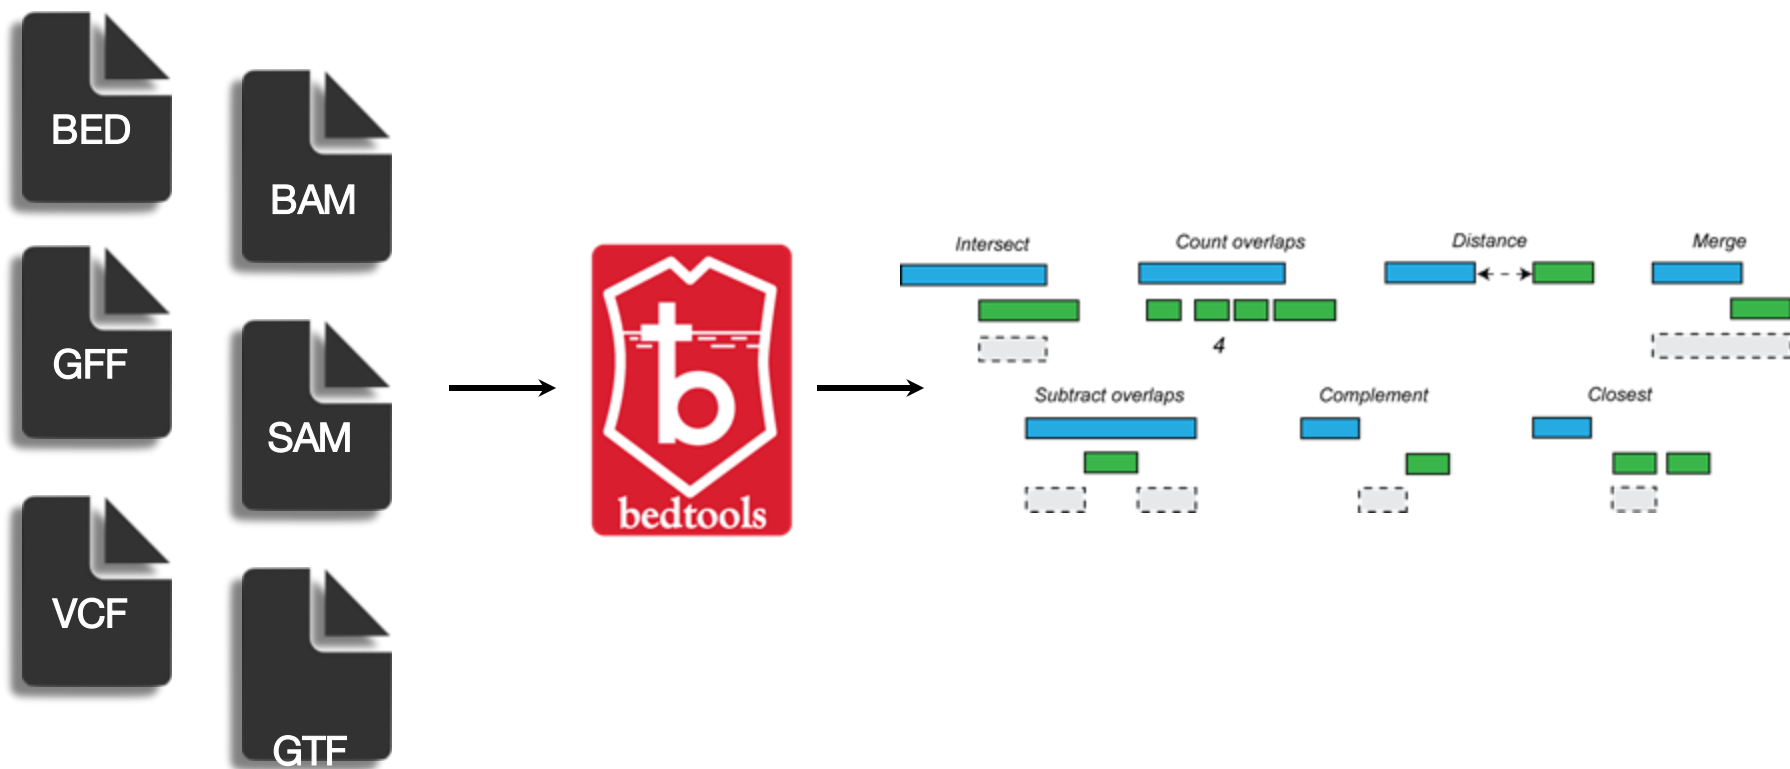 BED
BAM
GFF
SAM
VCF
GTF
bedtools
Intersect
Count overlaps
4
Distance
Merge
Subtract overlaps
Complement
Closest